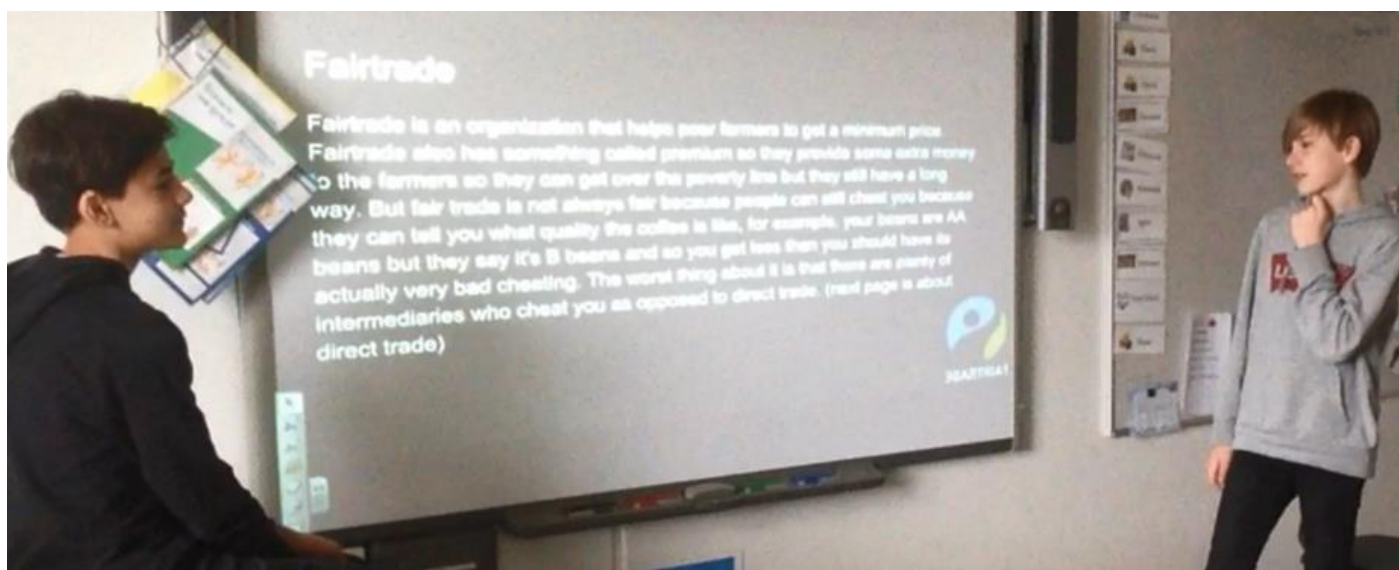 Fairtrade
Fairtrade is an organization that helps poor farmers to get a minimum price.
Fairtrade also has something called premium so they provide some extra money
to the farmers so they can get over the poverty line but they still have a long
way. But fair trade is not always fair because people can still cheat you because
they can tell you what quality the coffee is like, for example, your beans are AA
beans but they say it's B beans and so you get less then you should have its
actually very bad cheating. The worst thing about it is that there are plenty of
intermediaries who cheat you as opposed to direct trade. (next page is about
direct trade)
FAIRTRADE